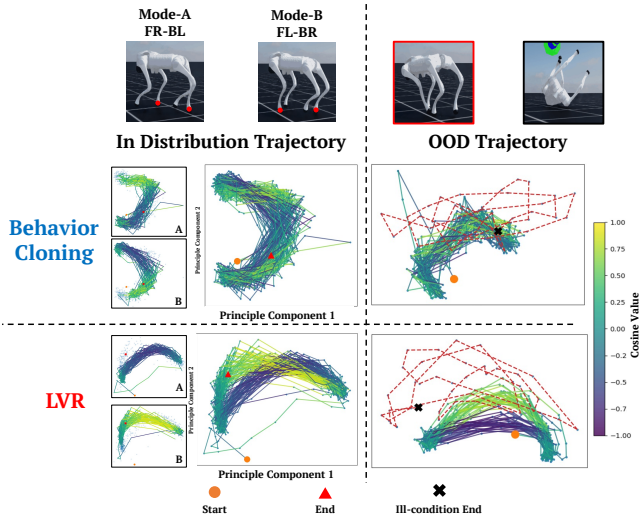 Mode-A
FR-BL
Mode-B
FL-BR
In Distribution Trajectory
OOD Trajectory
Behavior
Cloning
A
B
Principle Component 2
Principle Component 1
1.00
0.75
0.50
0.25
0.00
−0.25
−0.50
−0.75
−1.00
Cosine Value
LVR
A
B
Principle Component 2
Principle Component 1
Start
End
Ill-condition End